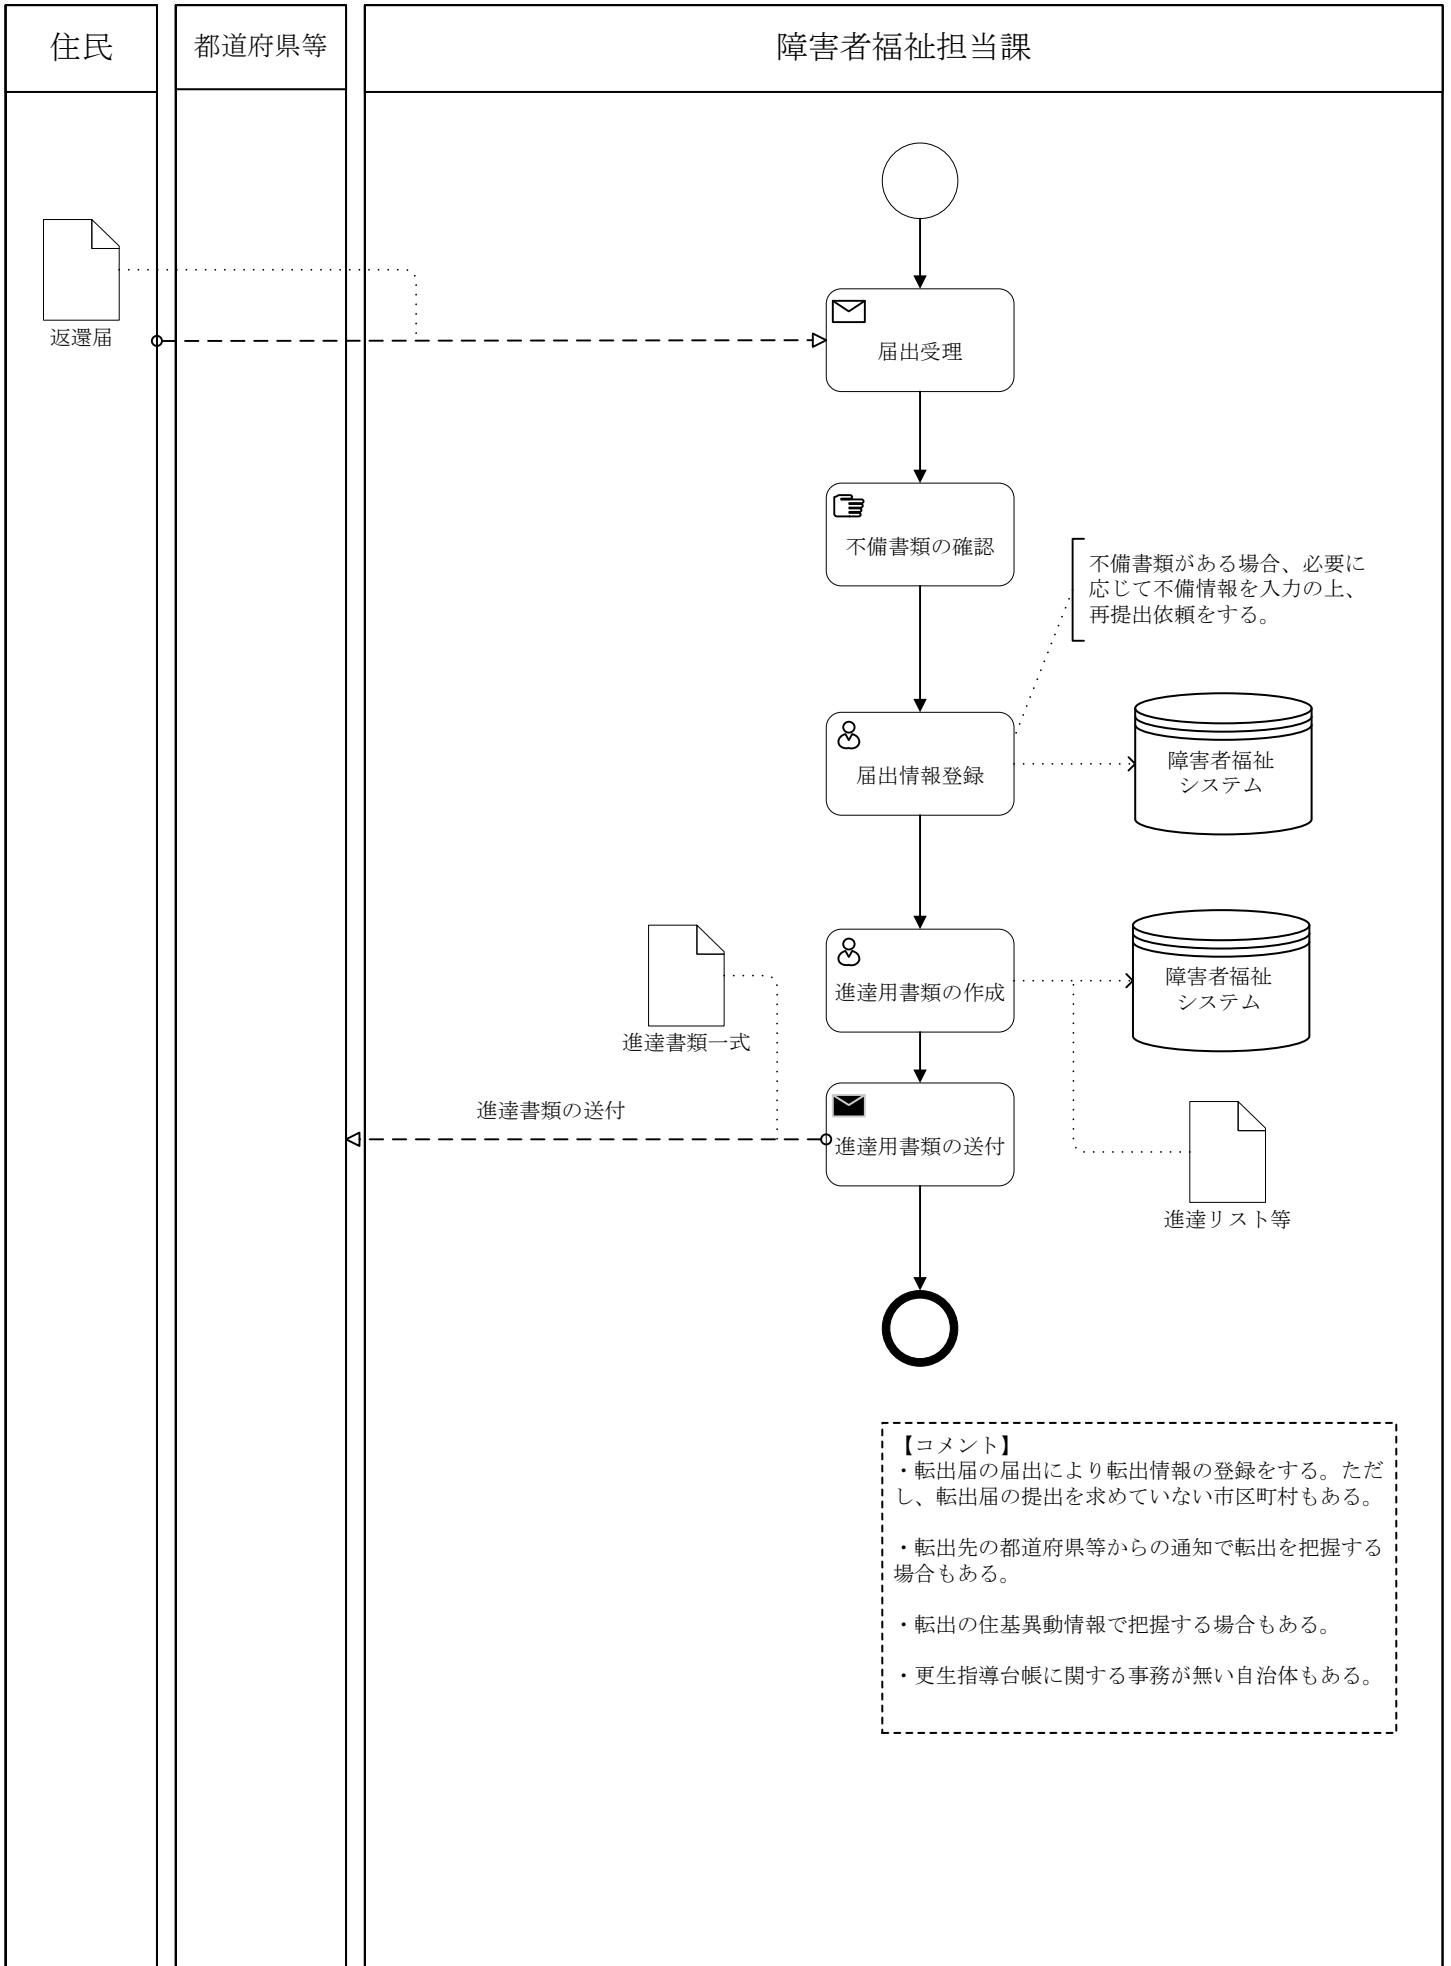 住民
都道府県等
障害者福祉担当課
返還届
届出受理
不備書類の確認
不備書類がある場合、必要に
応じて不備情報を入力の上、
再提出依頼をする。
届出情報登録
障害者福祉
システム
進達用書類の作成
障害者福祉
システム
進達書類一式
進達書類の送付
進達用書類の送付
進達リスト等
【コメント】
・転出届の届出により転出情報の登録をする。ただ
し、転出届の提出を求めていない市区町村もある。
・転出先の都道府県等からの通知で転出を把握する
場合もある。
・転出の住基異動情報で把握する場合もある。
・更生指導台帳に関する事務が無い自治体もある。